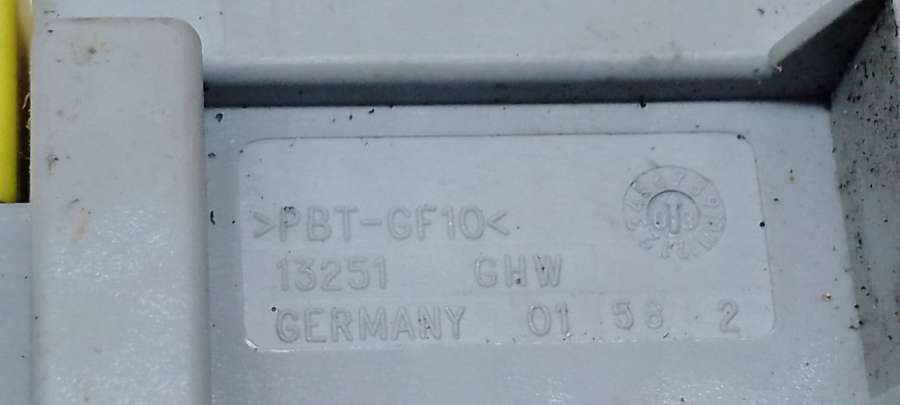 >PBT-GF10<
13251 GHW
GERMANY 01 58 2